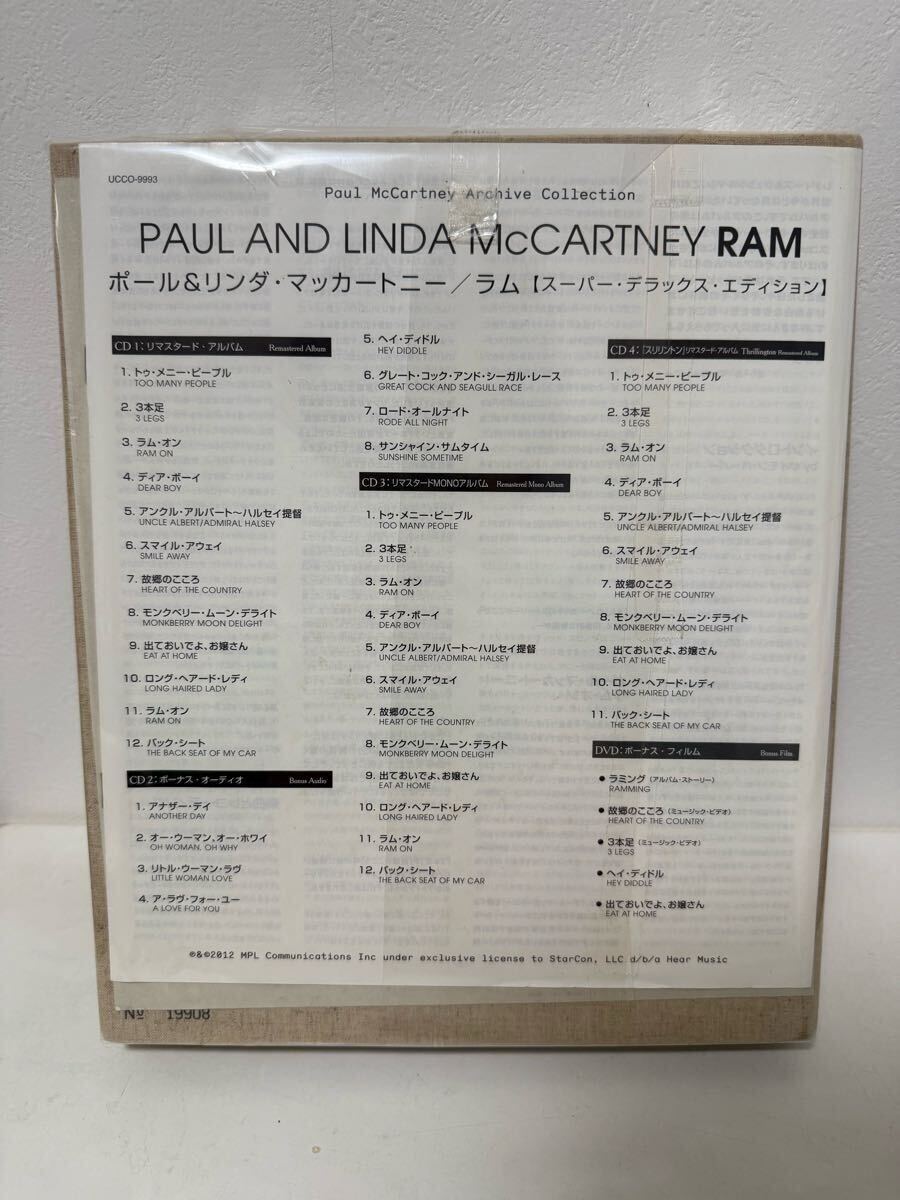 UCCO-9993
Paul McCartney Archive Collection
PAUL AND LINDA McCARTNEY RAM
ポール&リンダ・マッカートニー/ラム【スーパー・デラックス・エディション】
CD 1:リマスタード・アルバム Remastered Album
1. トゥ・メニー・ピープル
TOO MANY PEOPLE
2. 3本足
3 LEGS
3. ラム・オン
RAM ON
4. ディア・ボーイ
DEAR BOY
5. アンクル・アルバート〜ハルセイ提督
UNCLE ALBERT/ADMIRAL HALSEY
6. スマイル・アウェイ
SMILE AWAY
7. 故郷のこころ
HEART OF THE COUNTRY
8. モンクベリー・ムーン・デライト
MONKBERRY MOON DELIGHT
9. 出ておいでよ、お嬢さん
EAT AT HOME
10. ロング・ヘアード・レディ
LONG HAIRED LADY
11. ラム・オン
RAM ON
12. バック・シート
THE BACK SEAT OF MY CAR
CD 2:ボーナス・オーディオ Bonus Audio
1. アナザー・デイ
ANOTHER DAY
2. オー・ウーマン、オー・ホワイ
OH WOMAN, OH WHY
3. リトル・ウーマン・ラヴ
LITTLE WOMAN LOVE
4. ア・ラヴ・フォー・ユー
A LOVE FOR YOU
5. ヘイ・ディドル
HEY DIDDLE
6. グレート・コック・アンド・シーガル・レース
GREAT COCK AND SEAGULL RACE
7. ロード・オールナイト
RODE ALL NIGHT
8. サンシャイン・サムタイム
SUNSHINE SOMETIME
CD 3:リマスタードMONOアルバム Remastered Mono Album
1. トゥ・メニー・ピープル
TOO MANY PEOPLE
2. 3本足
3 LEGS
3. ラム・オン
RAM ON
4. ディア・ボーイ
DEAR BOY
5. アンクル・アルバート〜ハルセイ提督
UNCLE ALBERT/ADMIRAL HALSEY
6. スマイル・アウェイ
SMILE AWAY
7. 故郷のこころ
HEART OF THE COUNTRY
8. モンクベリー・ムーン・デライト
MONKBERRY MOON DELIGHT
9. 出ておいでよ、お嬢さん
EAT AT HOME
10. ロング・ヘアード・レディ
LONG HAIRED LADY
11. ラム・オン
RAM ON
12. バック・シート
THE BACK SEAT OF MY CAR
CD 4:「スリリントン」リマスタード・アルバム Thrillington Remastered Album
1. トゥ・メニー・ピープル
TOO MANY PEOPLE
2. 3本足
3 LEGS
3. ラム・オン
RAM ON
4. ディア・ボーイ
DEAR BOY
5. アンクル・アルバート〜ハルセイ提督
UNCLE ALBERT/ADMIRAL HALSEY
6. スマイル・アウェイ
SMILE AWAY
7. 故郷のこころ
HEART OF THE COUNTRY
8. モンクベリー・ムーン・デライト
MONKBERRY MOON DELIGHT
9. 出ておいでよ、お嬢さん
EAT AT HOME
10. ロング・ヘアード・レディ
LONG HAIRED LADY
11. バック・シート
THE BACK SEAT OF MY CAR
DVD:ボーナス・フィルム Bonus Film
● ラミング (アルバム・ストーリー)
RAMMING
● 故郷のこころ (ミュージック・ビデオ)
HEART OF THE COUNTRY
● 3本足 (ミュージック・ビデオ)
3 LEGS
● ヘイ・ディドル
HEY DIDDLE
● 出ておいでよ、お嬢さん
EAT AT HOME
℗&©2012 MPL Communications Inc under exclusive license to StarCon, LLC d/b/a Hear Music
Nº 19908